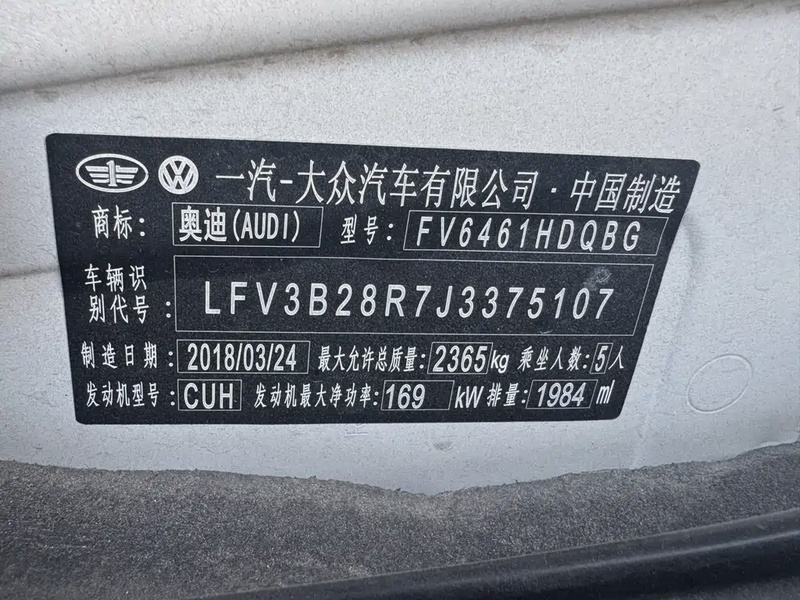 一汽-大众汽车有限公司·中国制造
商标: 奥迪(AUDI) 型号: FV6461HDQBG
车辆识
别代号: LFV3B28R7J3375107
制造日期: 2018/03/24 最大允许总质量: 2365kg 乘坐人数: 5人
发动机型号: CUH 发动机最大净功率: 169 kW 排量: 1984 ml